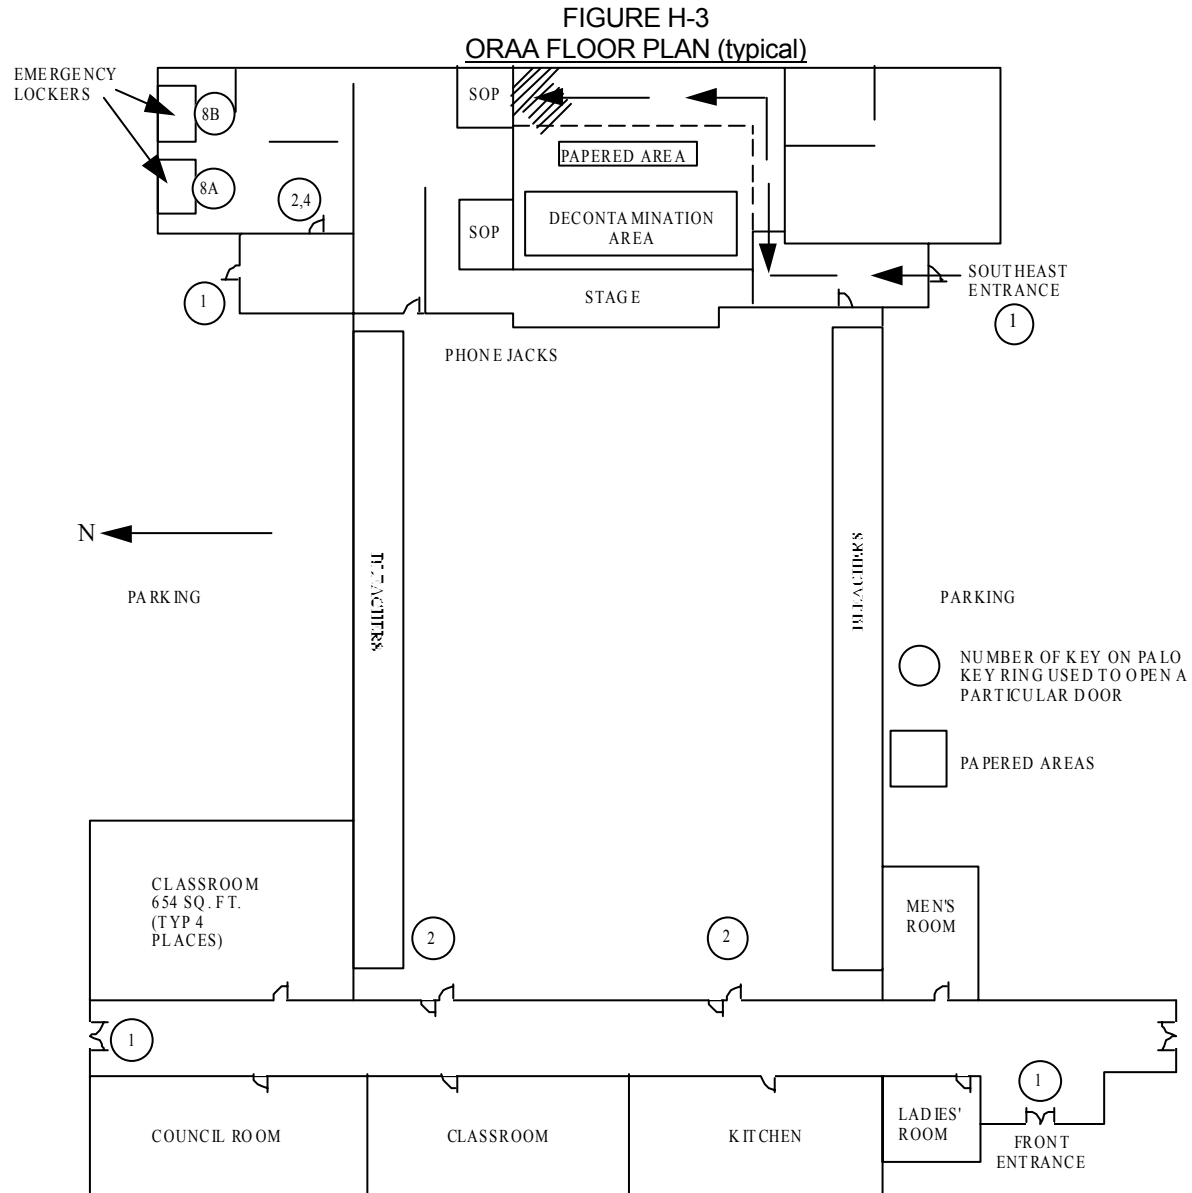 FIGURE H-3
ORAA FLOOR PLAN (typical)
EMERGENCY
LOCKERS
8B
8A
2,4
1
SOP
SOP
PAPERED AREA
DECONTAMINATION
AREA
STAGE
SOUTHEAST
ENTRANCE
1
PHONE JACKS
N
PARKING
BLEACHERS
BLEACHERS
PARKING
NUMBER OF KEY ON PALO
KEY RING USED TO OPEN A
PARTICULAR DOOR
PAPERED AREAS
CLASSROOM
654 SQ. FT.
(TYP 4
PLACES)
2
2
MEN'S
ROOM
1
1
COUNCIL ROOM
CLASSROOM
KITCHEN
LADIES'
ROOM
FRONT
ENTRANCE